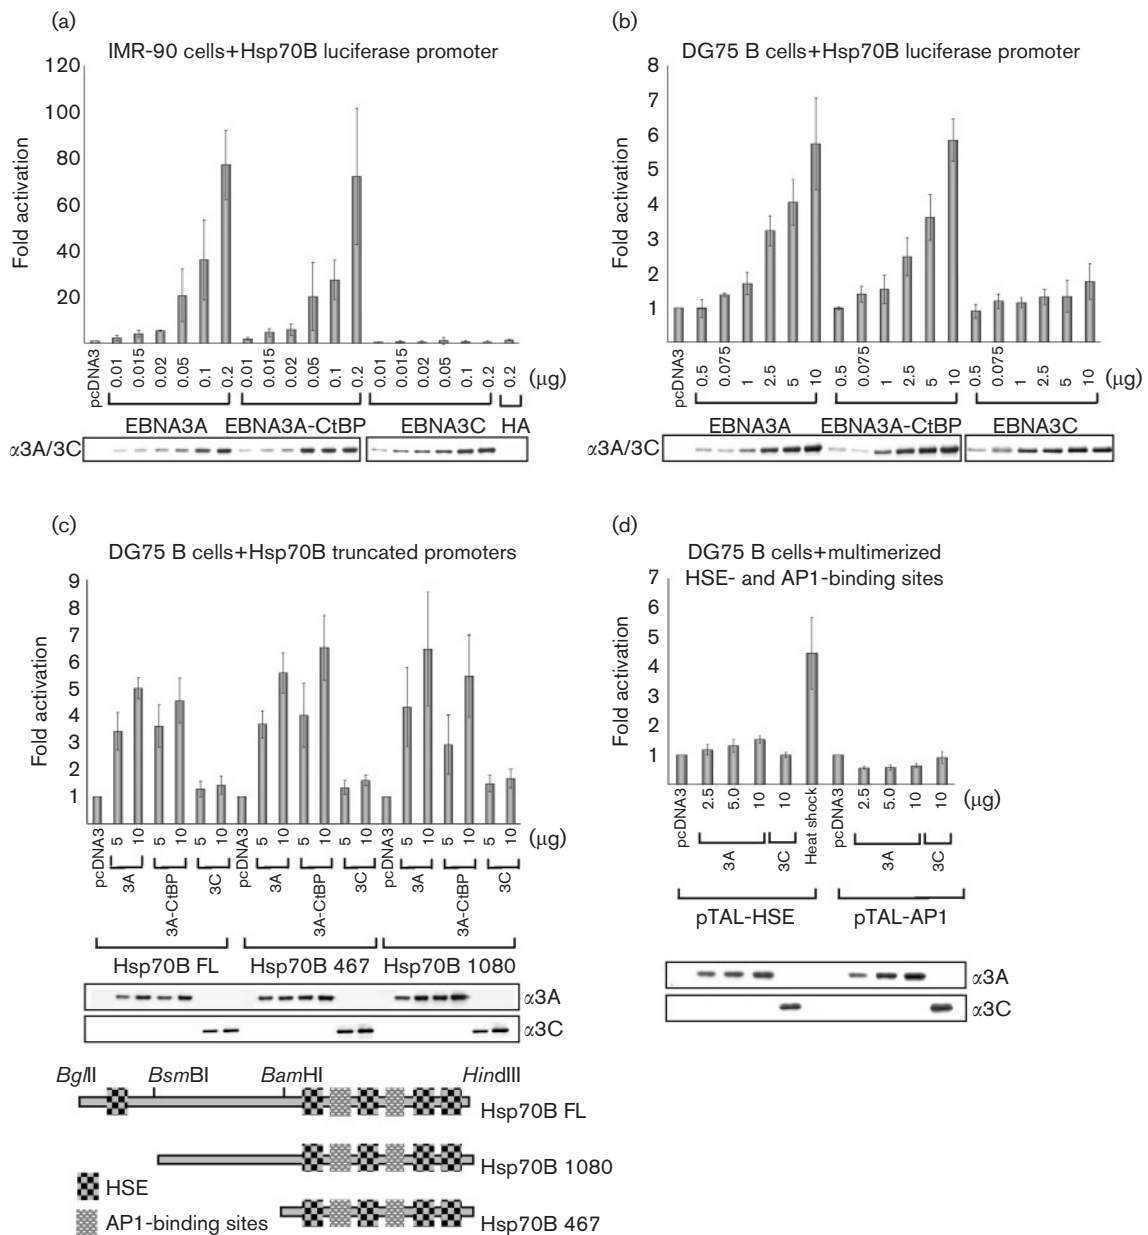 (a)
IMR-90 cells+Hsp70B luciferase promoter
Fold activation
120
100
80
60
40
20
pcDNA3
0.01
0.015
0.02
0.05
0.1
0.2
0.01
0.015
0.02
0.05
0.1
0.2
0.01
0.015
0.02
0.05
0.1
0.2
0.2
(μg)
EBNA3A
EBNA3A-CtBP
EBNA3C
HA
α3A/3C
(b)
DG75 B cells+Hsp70B luciferase promoter
Fold activation
8
7
6
5
4
3
2
1
pcDNA3
0.5
0.075
1
2.5
5
10
0.5
0.075
1
2.5
5
10
0.5
0.075
1
2.5
5
10
(μg)
EBNA3A
EBNA3A-CtBP
EBNA3C
α3A/3C
(c)
DG75 B cells+Hsp70B truncated promoters
Fold activation
9
8
7
6
5
4
3
2
1
pcDNA3
5
10
5
10
5
10
pcDNA3
5
10
5
10
5
10
pcDNA3
5
10
5
10
5
10
(μg)
3A
3A-CtBP
3C
3A
3A-CtBP
3C
3A
3A-CtBP
3C
Hsp70B FL
Hsp70B 467
Hsp70B 1080
α3A
α3C
BglII
BsmBI
BamHI
HindIII
Hsp70B FL
Hsp70B 1080
Hsp70B 467
HSE
AP1-binding sites
(d)
DG75 B cells+multimerized
HSE- and AP1-binding sites
Fold activation
7
6
5
4
3
2
1
pcDNA3
2.5
5.0
10
10
Heat shock
pcDNA3
2.5
5.0
10
10
(μg)
3A
3C
3A
3C
pTAL-HSE
pTAL-AP1
α3A
α3C